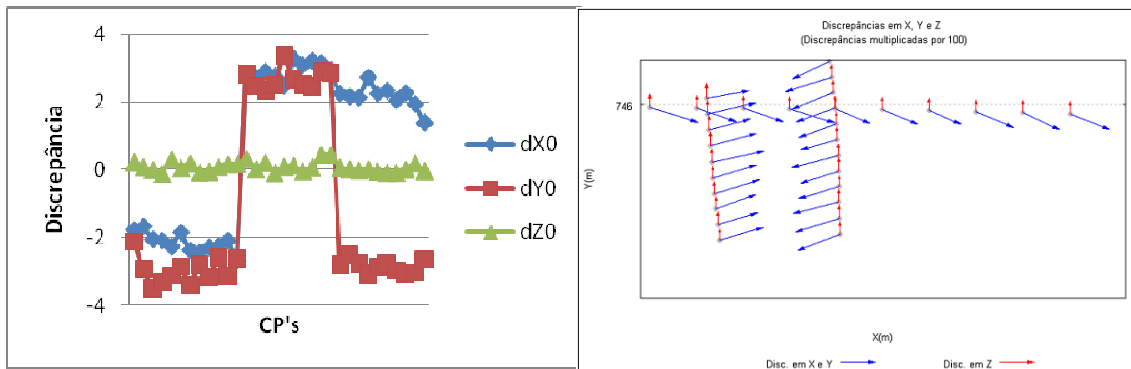 4
2
0
-2
-4
Discrepância
CP's
dX0
dY0
dZ0
Discrepâncias em X, Y e Z
(Discrepâncias multiplicadas por 100)
746
Y(m)
X(m)
Disc. em X e Y
Disc. em Z